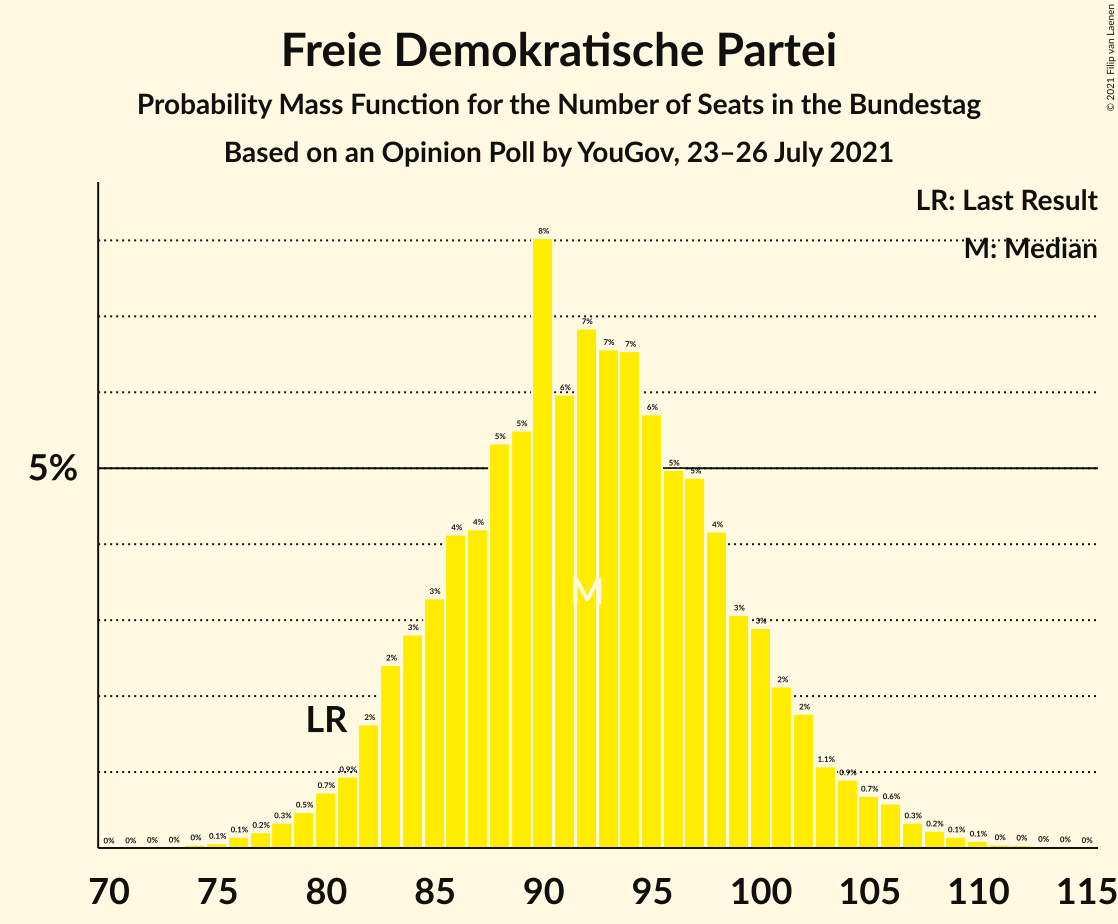 Freie Demokratische Partei
Probability Mass Function for the Number of Seats in the Bundestag
Based on an Opinion Poll by YouGov, 23–26 July 2021
© 2021 Filip van Laenen
LR: Last Result
M: Median
5%
0% 0% 0% 0% 0% 0.1% 0.1% 0.2% 0.3% 0.5% 0.7% 0.9% 2% 2% 3% 3% 4% 4% 5% 5% 8% 6% 7% 7% 7% 6% 5% 5% 4% 3% 3% 2% 2% 1.1% 0.9% 0.7% 0.6% 0.3% 0.2% 0.1% 0.1% 0% 0% 0% 0% 0%
M
LR
70 75 80 85 90 95 100 105 110 115